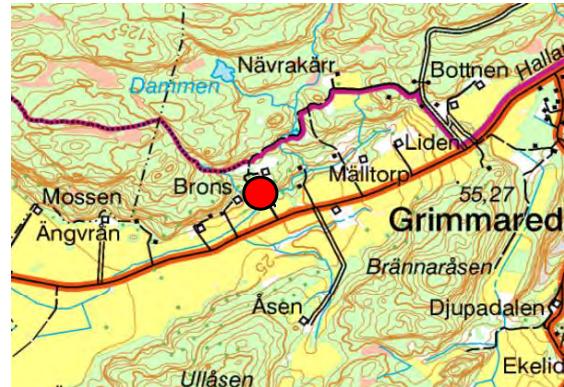 125
Nävrakärr
Bottnen
Hallan
Dammen
Liden
Brons
Mälltorp
Mossen
55,27
Ängvrån
Grimmared
25
Brännaråsen
Åsen
Djupadalen
Ekelid
Ullåsen